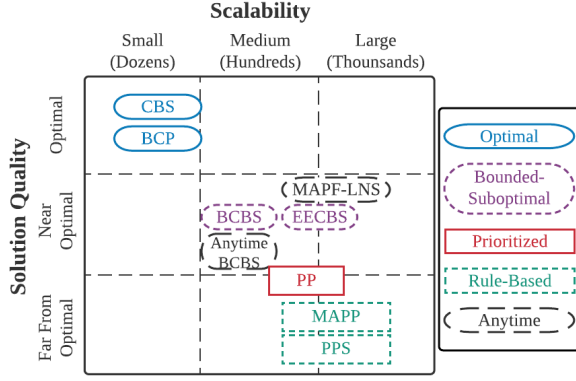 Scalability
Small
(Dozens)
Medium
(Hundreds)
Large
(Thounsands)
Solution Quality
Optimal
Near
Optimal
Far From
Optimal
CBS
BCP
MAPF-LNS
BCBS
EECBS
Anytime
BCBS
PP
MAPP
PPS
Optimal
Bounded-
Suboptimal
Prioritized
Rule-Based
Anytime